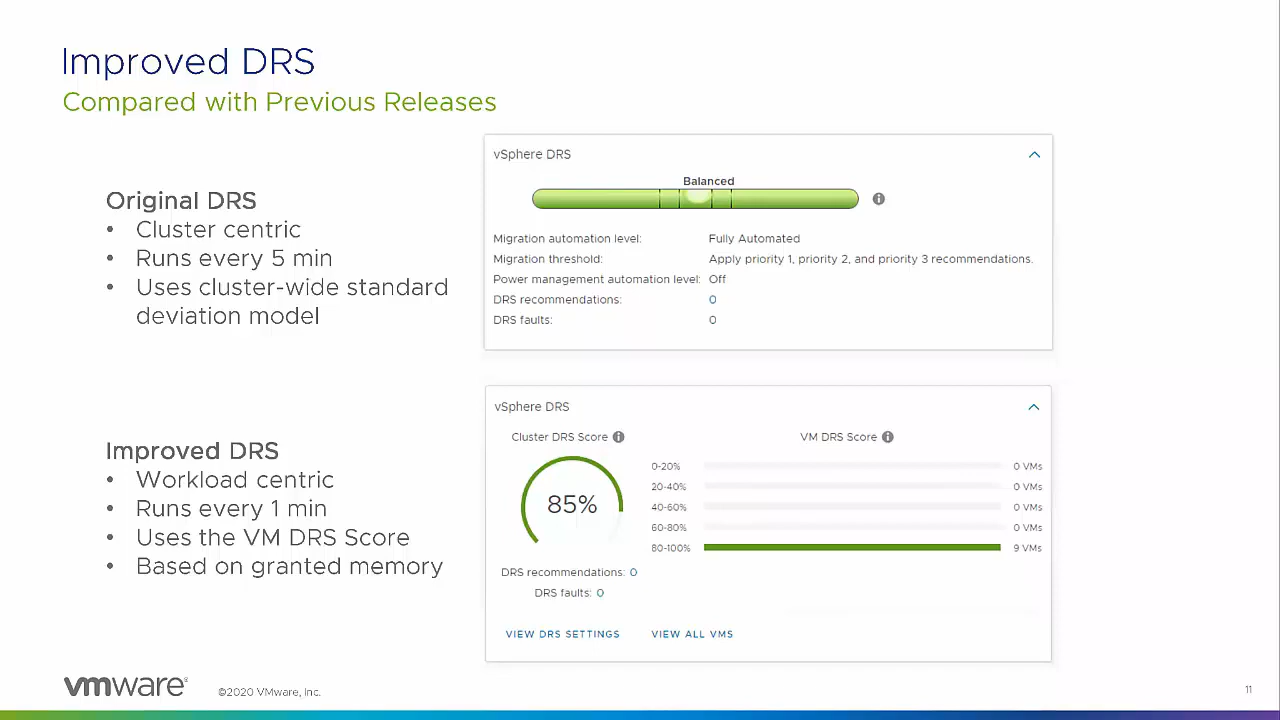 Improved DRS
Compared with Previous Releases
Original DRS
• Cluster centric
• Runs every 5 min
• Uses cluster-wide standard
deviation model
vSphere DRS
Balanced
Migration automation level: Fully Automated
Migration threshold: Apply priority 1, priority 2, and priority 3 recommendations.
Power management automation level: Off
DRS recommendations: 0
DRS faults: 0
Improved DRS
• Workload centric
• Runs every 1 min
• Uses the VM DRS Score
• Based on granted memory
vSphere DRS
Cluster DRS Score
85%
DRS recommendations: 0
DRS faults: 0
VM DRS Score
0-20% 0 VMs
20-40% 0 VMs
40-60% 0 VMs
60-80% 0 VMs
80-100% 9 VMs
VIEW DRS SETTINGS VIEW ALL VMS
vmware®
©2020 VMware, Inc.
11